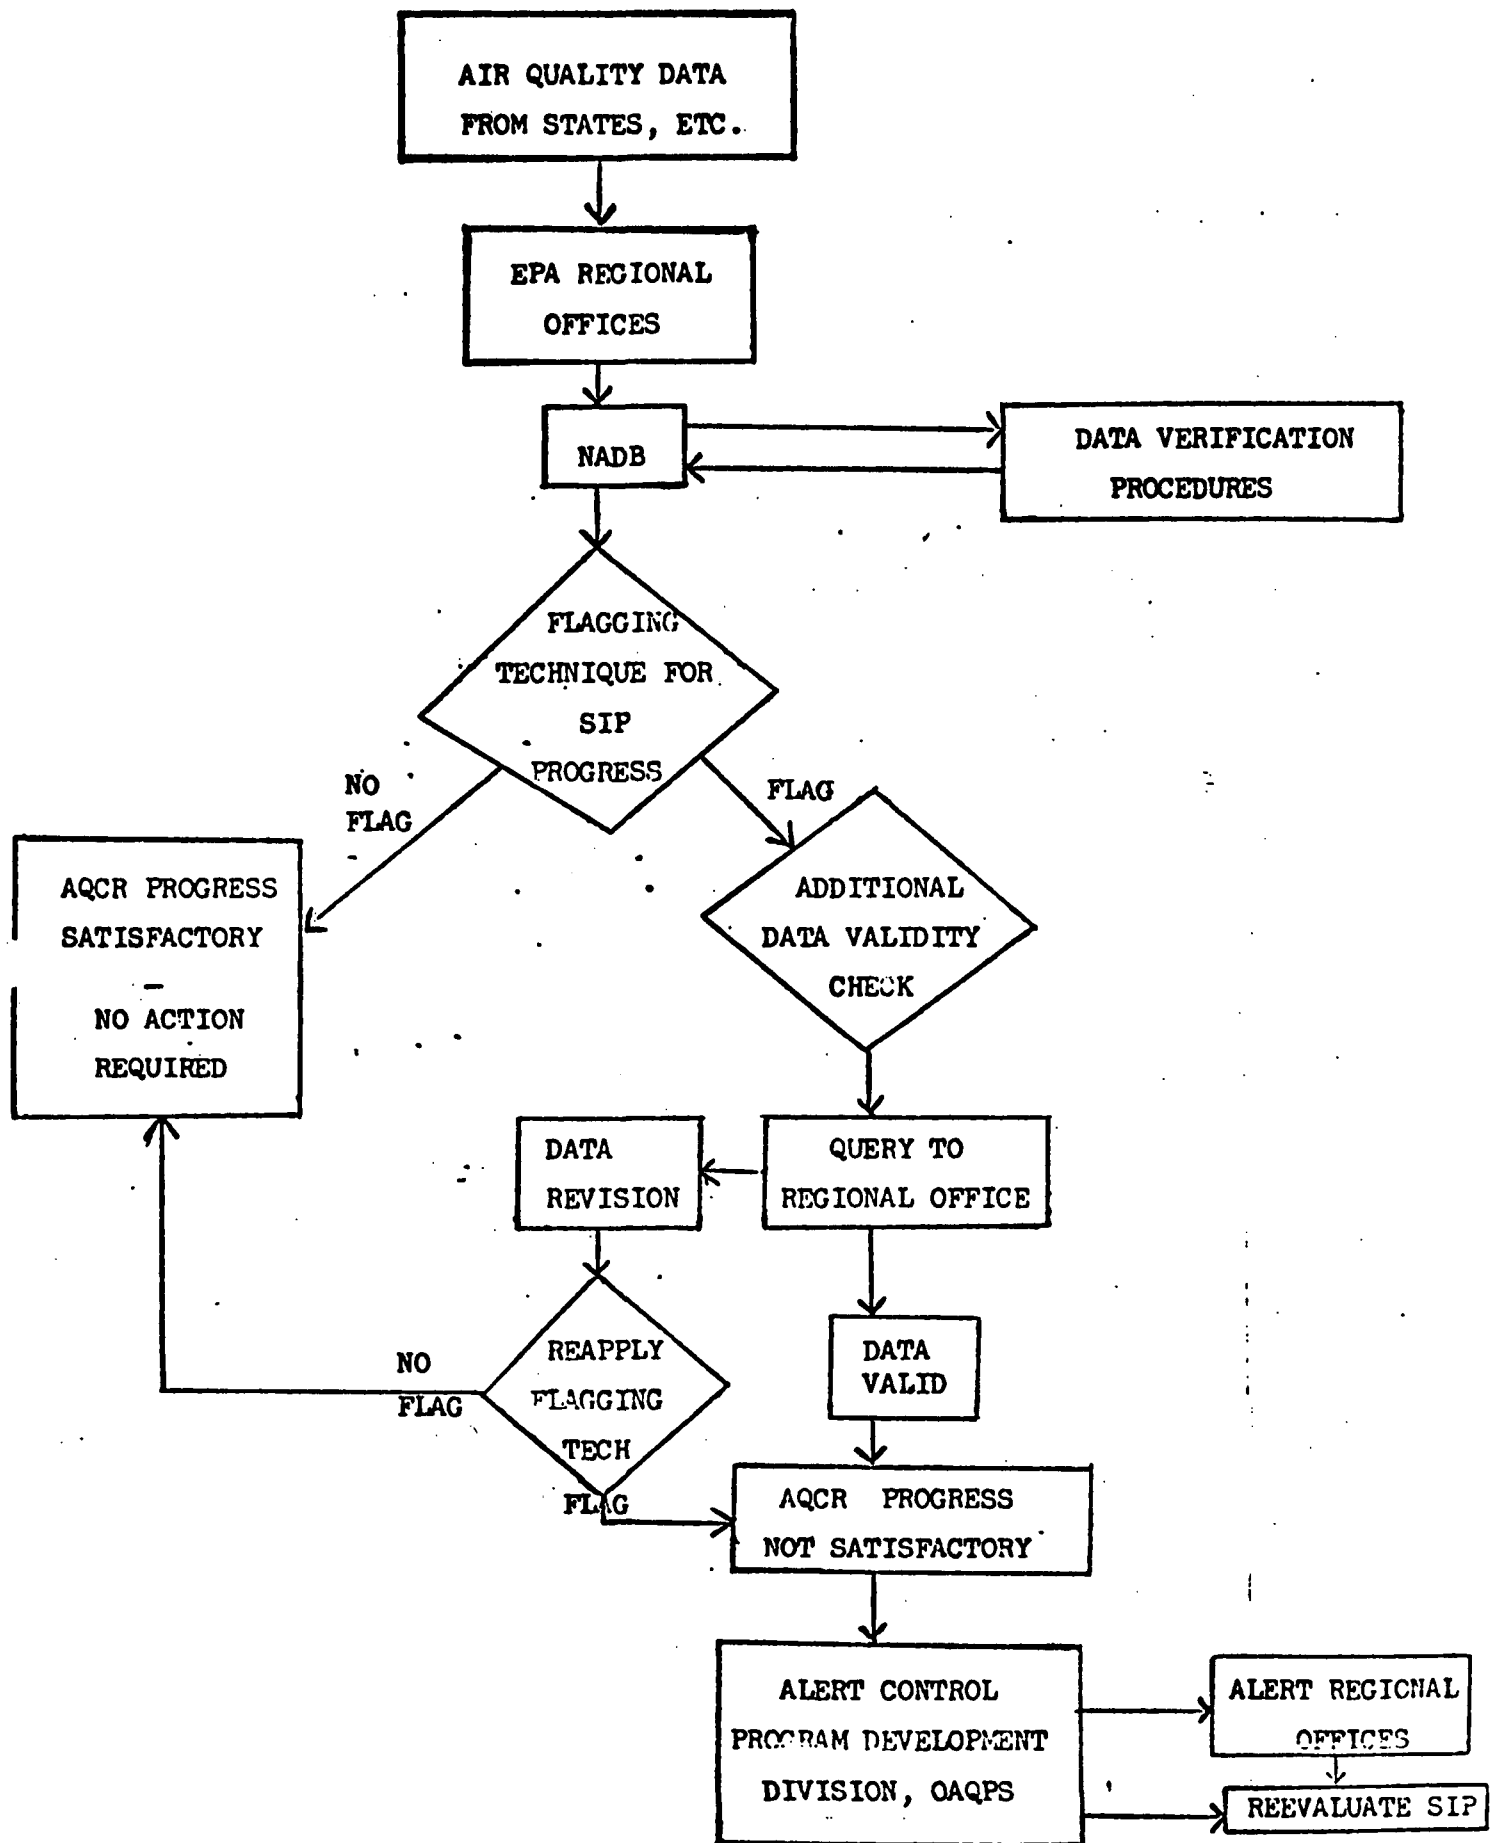 AIR QUALITY DATA
FROM STATES, ETC.
EPA REGIONAL
OFFICES
NADB
DATA VERIFICATION
PROCEDURES
FLAGGING
TECHNIQUE FOR
SIP
PROGRESS
NO
FLAG
FLAG
AQCR PROGRESS
SATISFACTORY
–
NO ACTION
REQUIRED
ADDITIONAL
DATA VALIDITY
CHECK
DATA
REVISION
QUERY TO
REGIONAL OFFICE
REAPPLY
FLAGGING
TECH
NO
FLAG
FLAG
DATA
VALID
AQCR PROGRESS
NOT SATISFACTORY
ALERT CONTROL
PROGRAM DEVELOPMENT
DIVISION, OAQPS
ALERT REGIONAL
OFFICES
REEVALUATE SIP